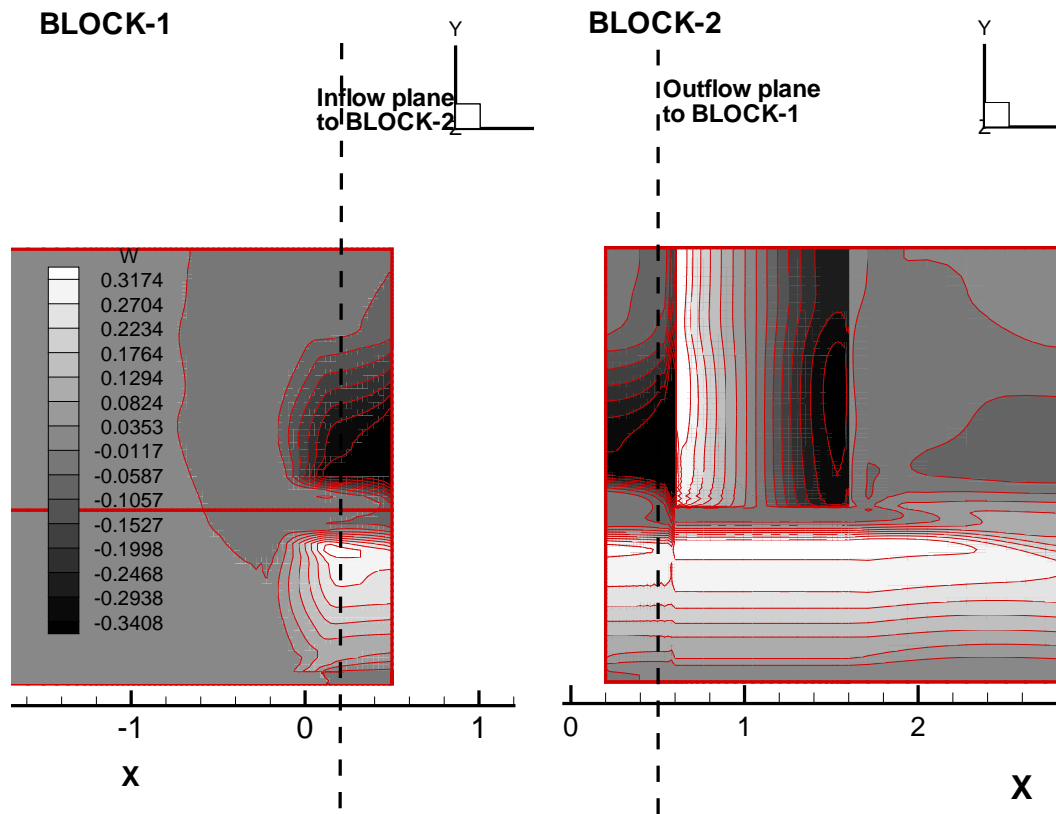 BLOCK-1
Y
Inflow plane
to BLOCK-2
Z
W
0.3174
0.2704
0.2234
0.1764
0.1294
0.0824
0.0353
-0.0117
-0.0587
-0.1057
-0.1527
-0.1998
-0.2468
-0.2938
-0.3408
-1
0
1
X
BLOCK-2
Y
Outflow plane
to BLOCK-1
Z
0
1
2
X